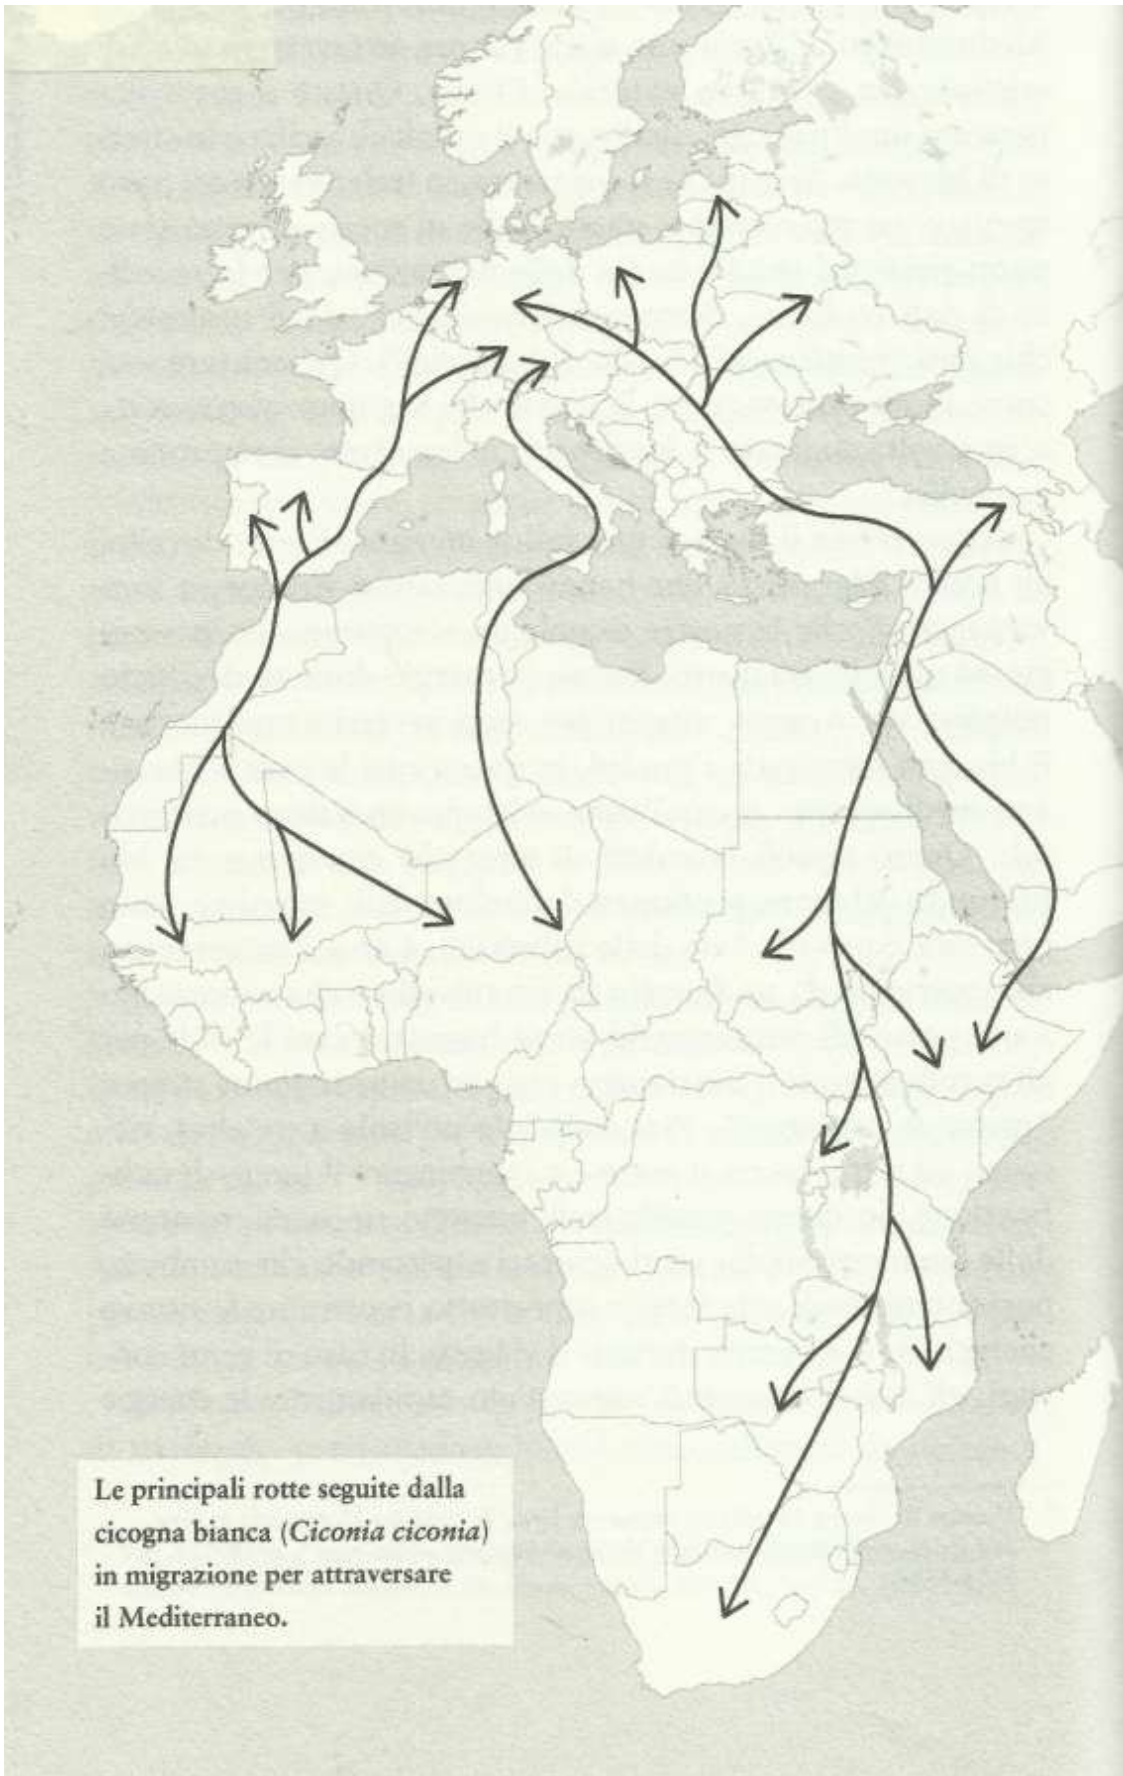 Le principali rotte seguite dalla
cicogna bianca (Ciconia ciconia)
in migrazione per attraversare
il Mediterraneo.